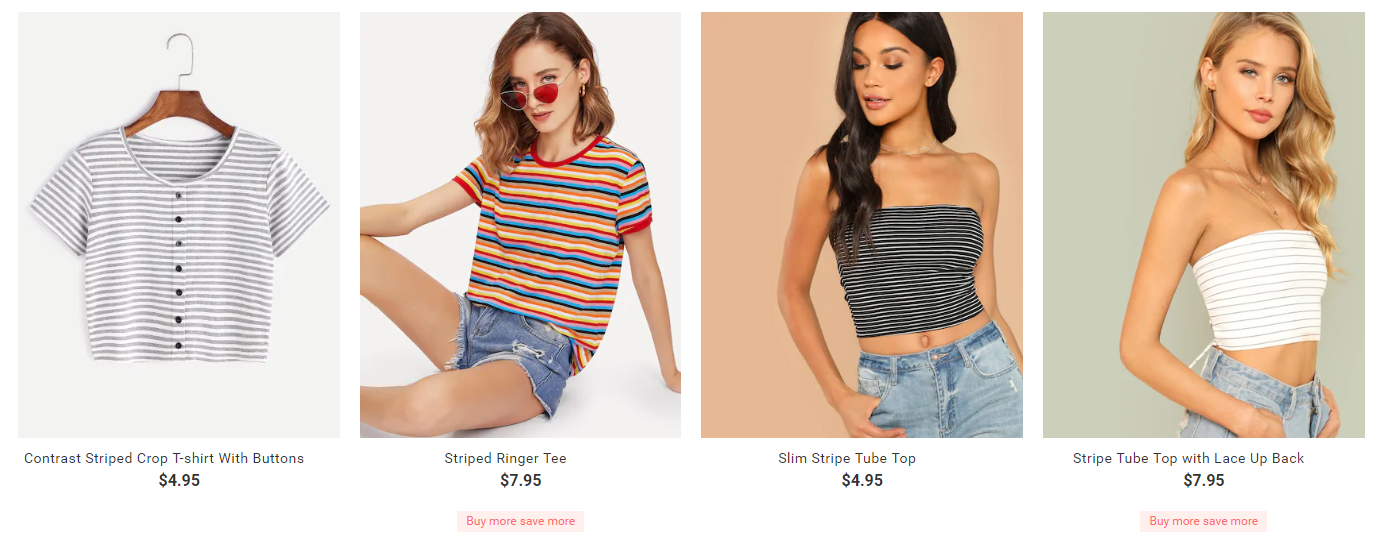 Contrast Striped Crop T-shirt With Buttons
$4.95
Striped Ringer Tee
$7.95
Buy more save more
Slim Stripe Tube Top
$4.95
Stripe Tube Top with Lace Up Back
$7.95
Buy more save more